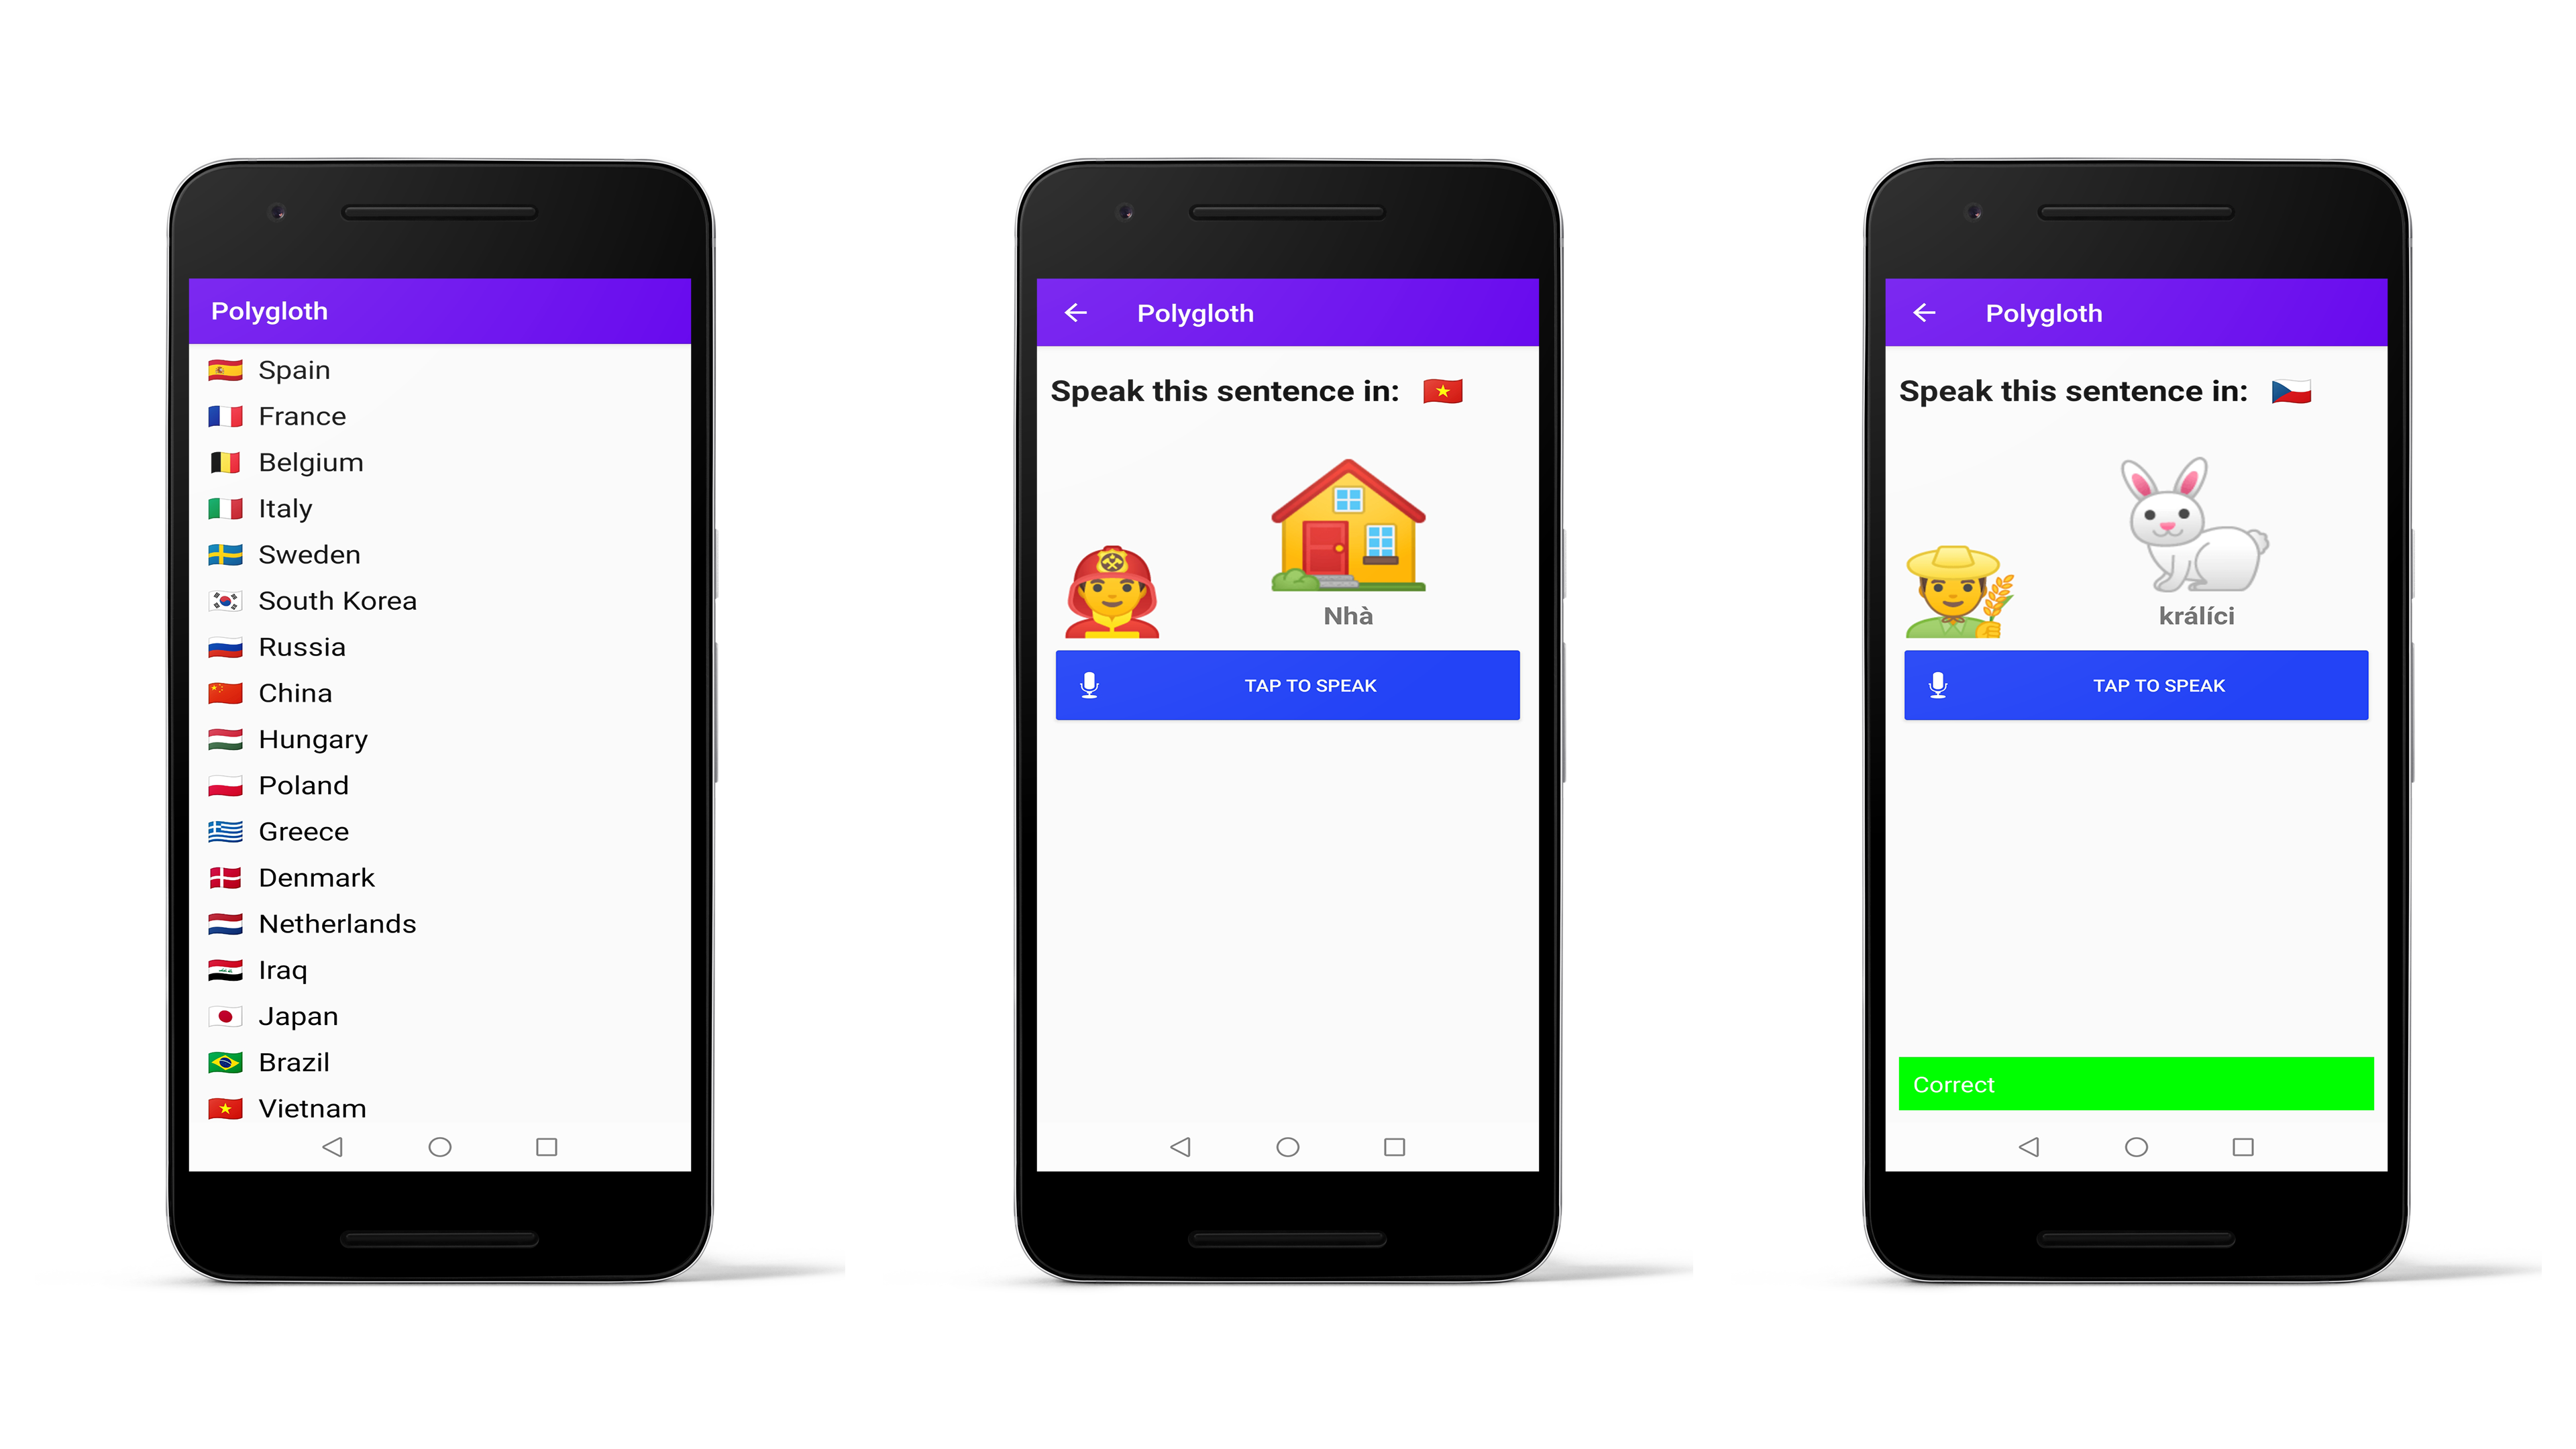 Polygloth
Spain
France
Belgium
Italy
Sweden
South Korea
Russia
China
Hungary
Poland
Greece
Denmark
Netherlands
Iraq
Japan
Brazil
Vietnam
Polygloth
Speak this sentence in:
Nhà
TAP TO SPEAK
Polygloth
Speak this sentence in:
králíci
TAP TO SPEAK
Correct